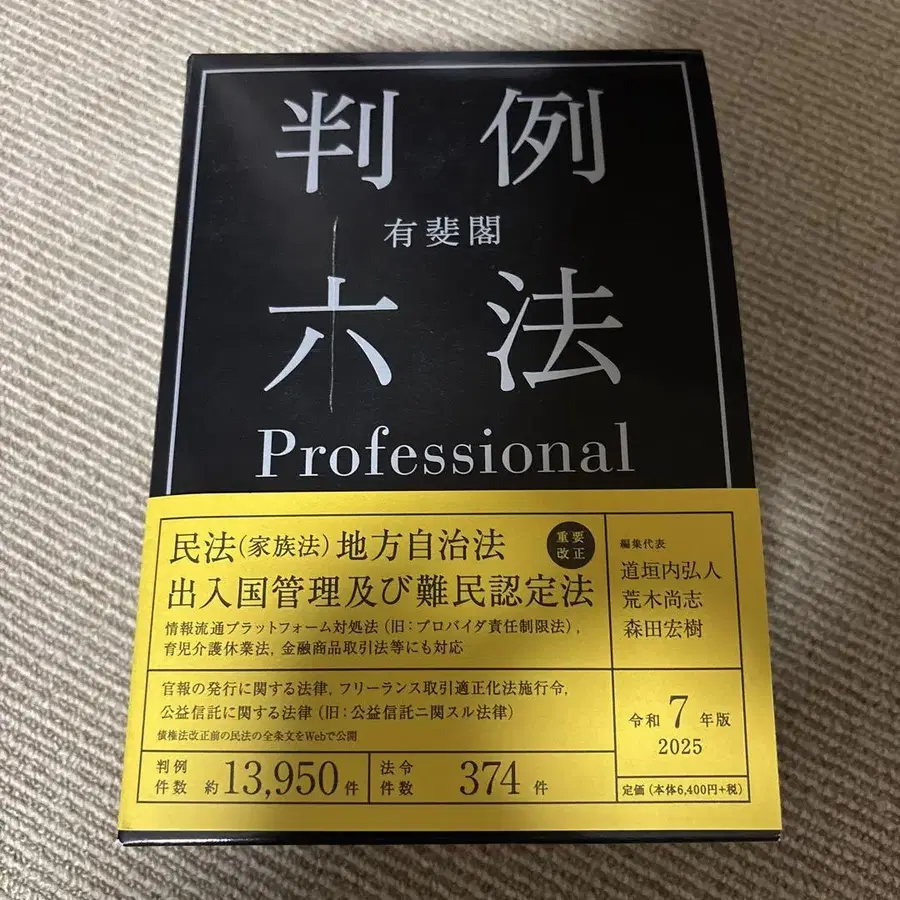 判例
有斐閣
六法
Professional
民法(家族法)地方自治法
出入国管理及び難民認定法
重要
改正
情報流通プラットフォーム対処法(旧:プロバイダ責任制限法),
育児介護休業法, 金融商品取引法等にも対応
官報の発行に関する法律, フリーランス取引適正化法施行令,
公益信託に関する法律(旧:公益信託ニ関スル法律)
債権法改正前の民法の全条文をWebで公開
判例
件数 約13,950件
法令
件数 374 件
編集代表
道垣内弘人
荒木尚志
森田宏樹
令和 7 年版
2025
定価(本体6,400円+税)